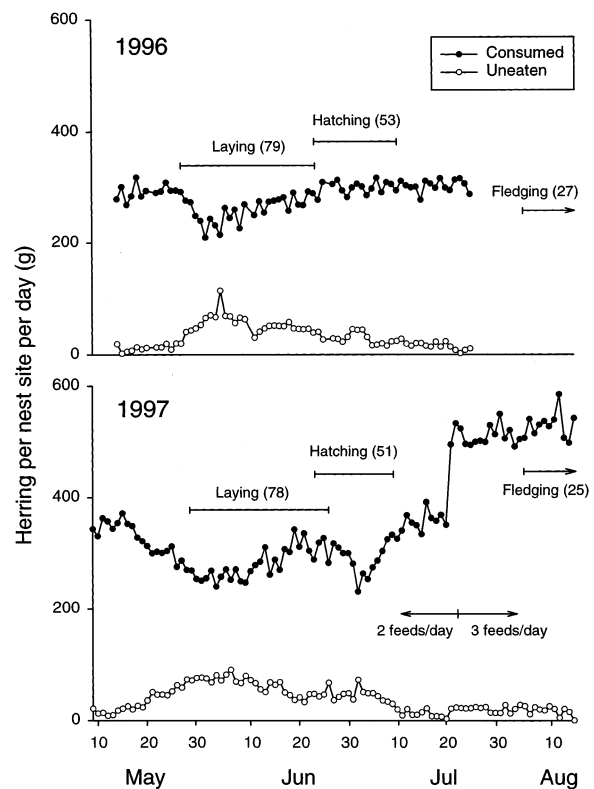 600
1996
Consumed
Uneaten
400
Hatching (53)
Laying (79)
Fledging (27)
200
0
Herring per nest site per day (g)
600
1997
Hatching (51)
Laying (78)
Fledging (25)
400
200
2 feeds/day 3 feeds/day
0
10 20 30 10 20 30 10 20 30 10
May Jun Jul Aug